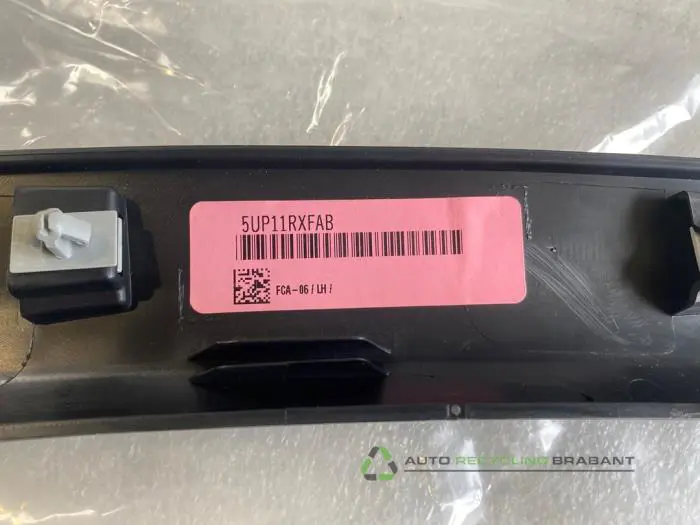 5UP11RXFAB
FCA-06/LH/
AUTO RECYCLING BRABANT